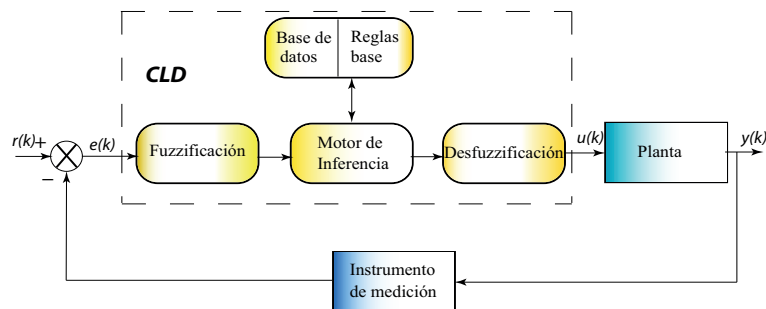 Base de
datos
Reglas
base
CLD
r(k)
+
−
e(k)
Fuzzificación
Motor de
Inferencia
Desfuzzificación
u(k)
Planta
y(k)
Instrumento
de medición